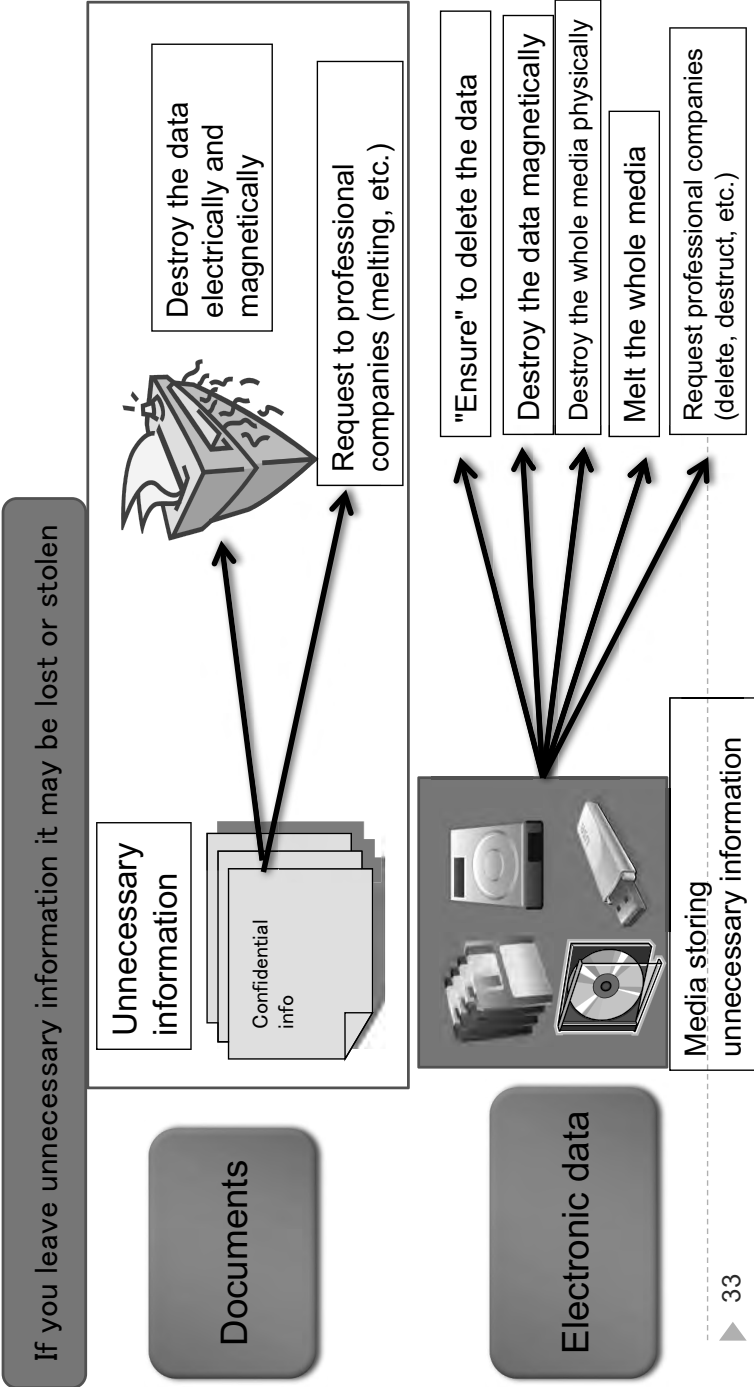 If you leave unnecessary information it may be lost or stolen
Documents
Unnecessary
information
Confidential
info
Destroy the data
electrically and
magnetically
Request to professional
companies (melting, etc.)
Electronic data
Media storing
unnecessary information
"Ensure" to delete the data
Destroy the data magnetically
Destroy the whole media physically
Melt the whole media
Request professional companies
(delete, destruct, etc.)
33